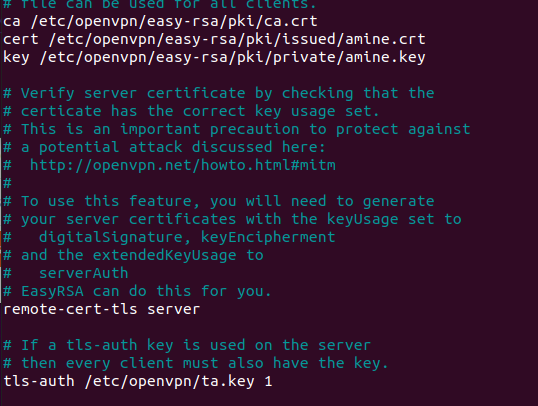 # file can be used for all clients.
ca /etc/openvpn/easy-rsa/pki/ca.crt
cert /etc/openvpn/easy-rsa/pki/issued/amine.crt
key /etc/openvpn/easy-rsa/pki/private/amine.key

# Verify server certificate by checking that the
# certicate has the correct key usage set.
# This is an important precaution to protect against
# a potential attack discussed here:
#  http://openvpn.net/howto.html#mitm
#
# To use this feature, you will need to generate
# your server certificates with the keyUsage set to
#   digitalSignature, keyEncipherment
# and the extendedKeyUsage to
#   serverAuth
# EasyRSA can do this for you.
remote-cert-tls server

# If a tls-auth key is used on the server
# then every client must also have the key.
tls-auth /etc/openvpn/ta.key 1